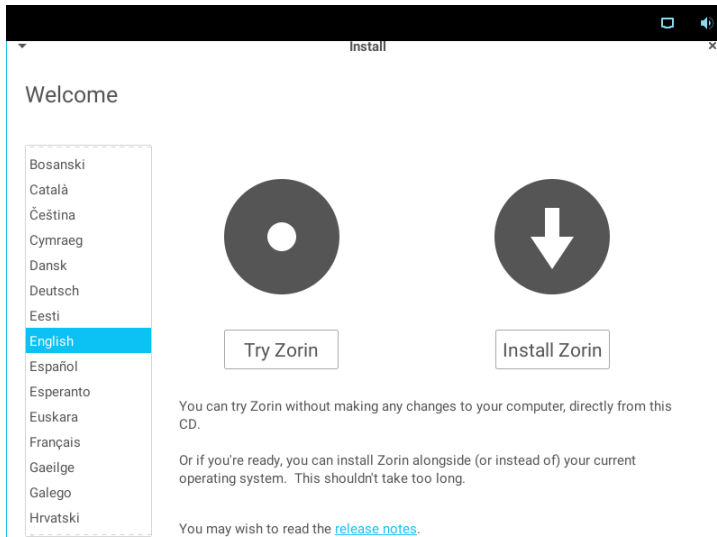 Install
Welcome
Bosanski
Català
Čeština
Cymraeg
Dansk
Deutsch
Eesti
English
Español
Esperanto
Euskara
Français
Gaeilge
Galego
Hrvatski
Try Zorin
Install Zorin
You can try Zorin without making any changes to your computer, directly from this
CD.
Or if you're ready, you can install Zorin alongside (or instead of) your current
operating system.  This shouldn't take too long.
You may wish to read the release notes.